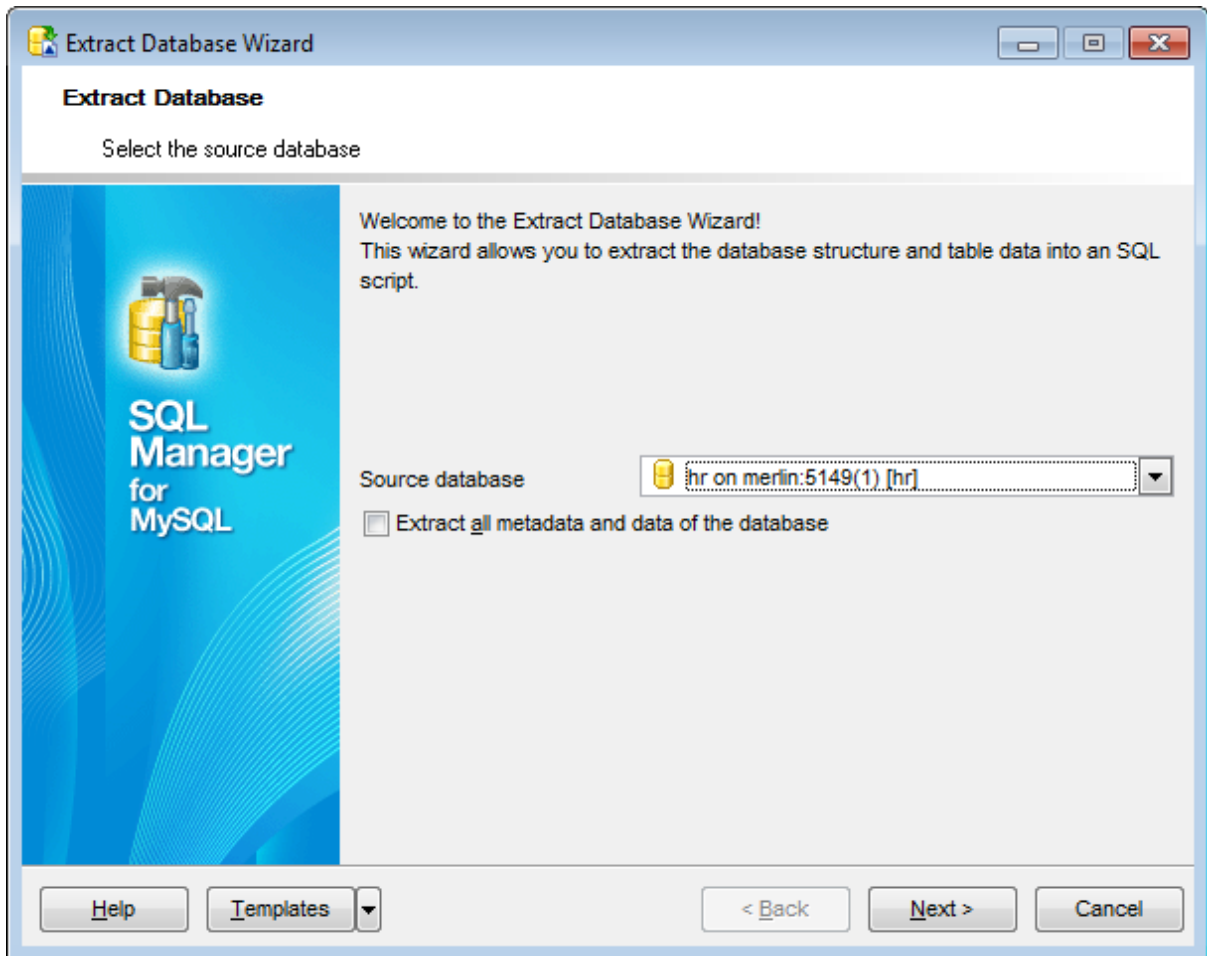 Extract Database Wizard
Extract Database
Select the source database
Welcome to the Extract Database Wizard!
This wizard allows you to extract the database structure and table data into an SQL
script.
SQL
Manager
for
MySQL
Source database
hr on merlin:5149(1) [hr]
Extract all metadata and data of the database
Help
Templates
< Back
Next >
Cancel